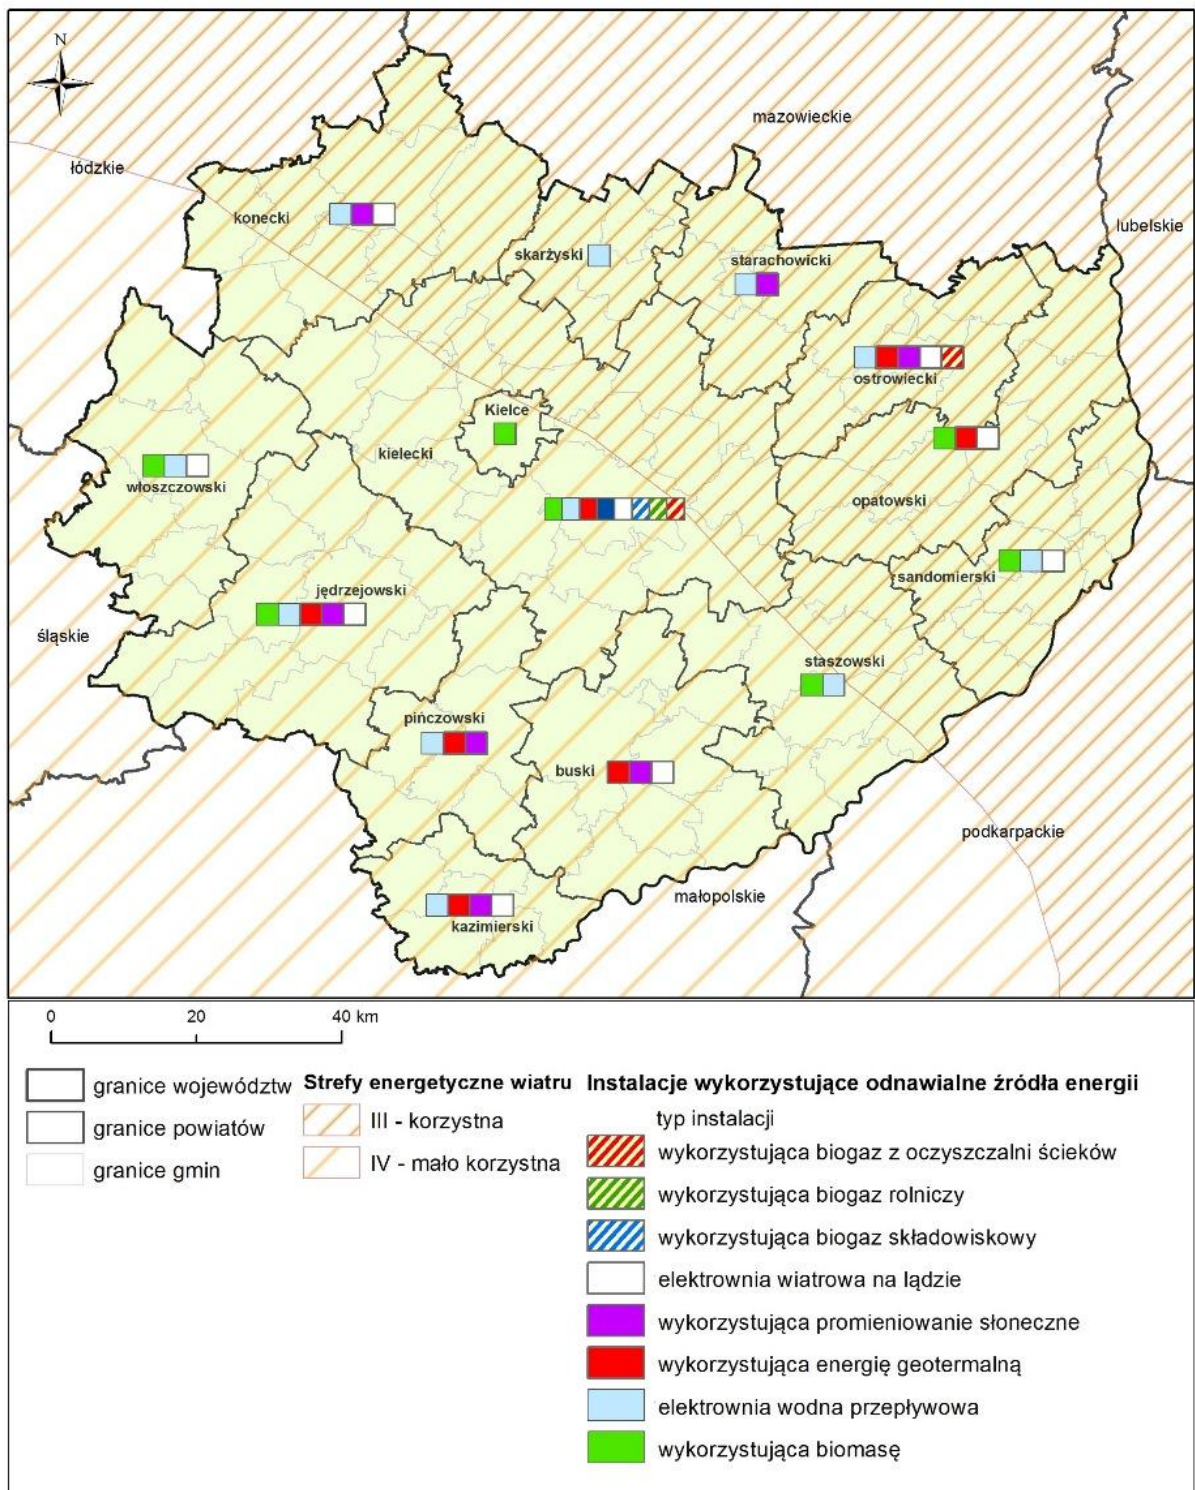 N
mazowieckie
łódzkie
lubelskie
konecki
skarżyski
starachowicki
ostrowiecki
Kielce
kielecki
włoszczowski
opatowski
sandomierski
jędrzejowski
śląskie
staszowski
pińczowski
buski
podkarpackie
małopolskie
kazimierski
0 20 40 km
granice województw
granice powiatów
granice gmin
Strefy energetyczne wiatru
III - korzystna
IV - mało korzystna
Instalacje wykorzystujące odnawialne źródła energii
typ instalacji
wykorzystująca biogaz z oczyszczalni ścieków
wykorzystująca biogaz rolniczy
wykorzystująca biogaz składowiskowy
elektrownia wiatrowa na lądzie
wykorzystująca promieniowanie słoneczne
wykorzystująca energię geotermalną
elektrownia wodna przepływowa
wykorzystująca biomasę